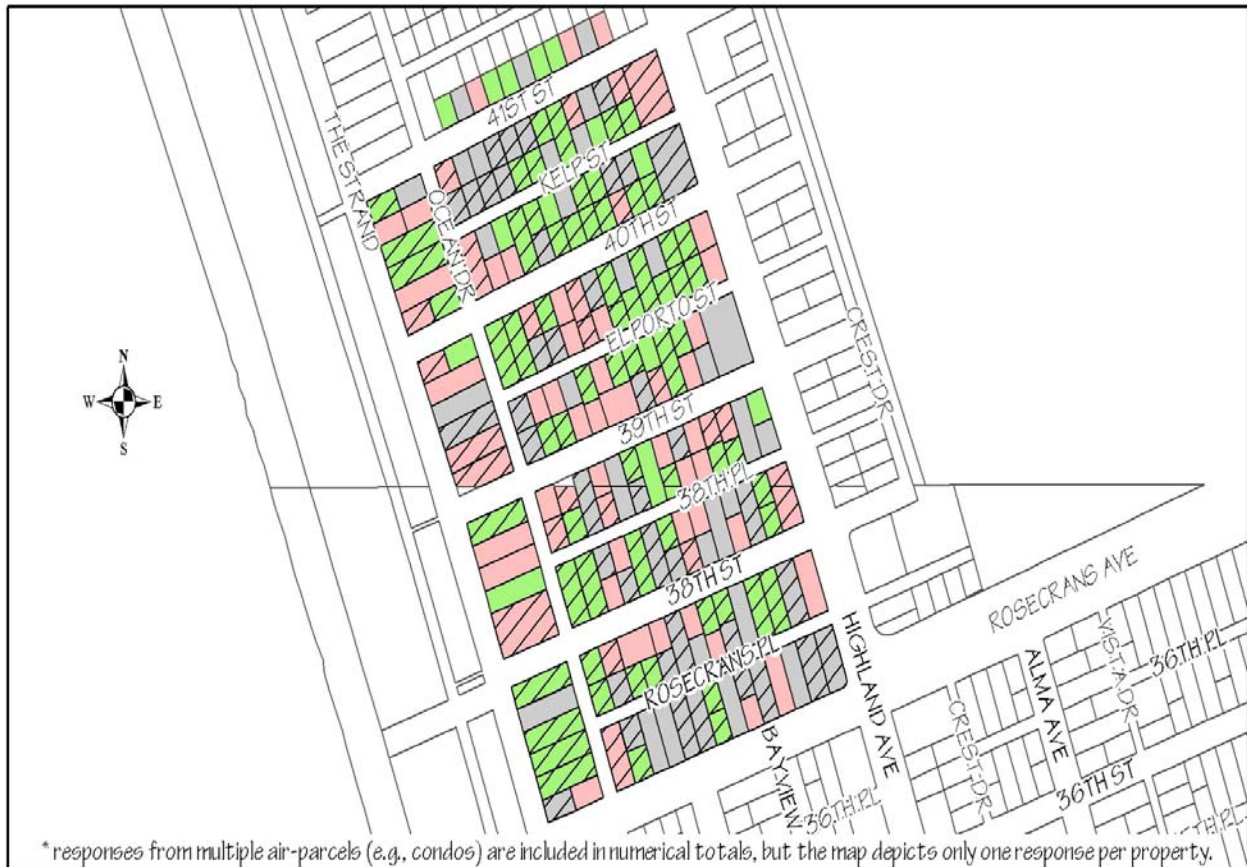 41ST ST
THE STRAND
KELP ST
OCEAN DR
40TH ST
EL PORTO ST
CREST DR
N
W E
S
39TH ST
38TH PL
38TH ST
ROSECRANS AVE
HIGHLAND AVE
ROSECRANS PL
ALMA AVE
VISTA DR
36TH PL
BAYVIEW
CREST DR
36TH PL
36TH ST
* responses from multiple air-parcels (e.g., condos) are included in numerical totals, but the map depicts only one response per property.